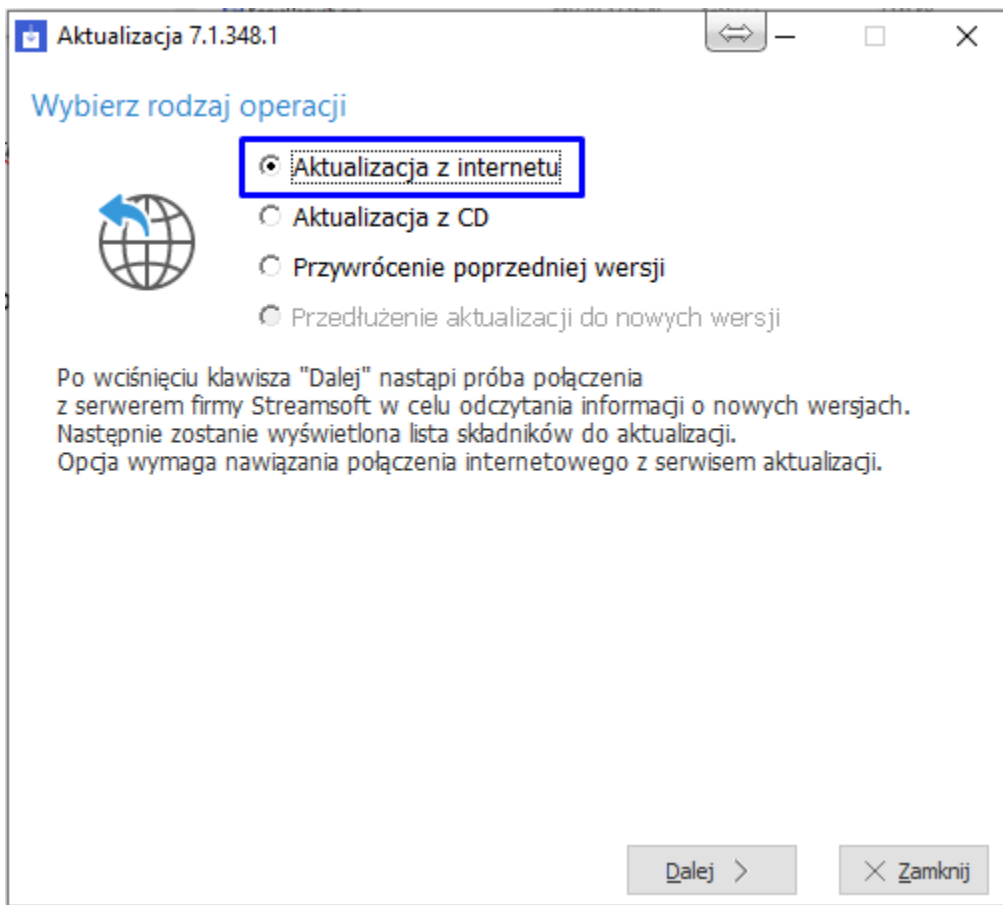 Aktualizacja 7.1.348.1
Wybierz rodzaj operacji
Aktualizacja z internetu
Aktualizacja z CD
Przywrócenie poprzedniej wersji
Przedłużenie aktualizacji do nowych wersji
Po wciśnięciu klawisza "Dalej" nastąpi próba połączenia
z serwerem firmy Streamsoft w celu odczytania informacji o nowych wersjach.
Następnie zostanie wyświetlona lista składników do aktualizacji.
Opcja wymaga nawiązania połączenia internetowego z serwisem aktualizacji.
Dalej
Zamknij